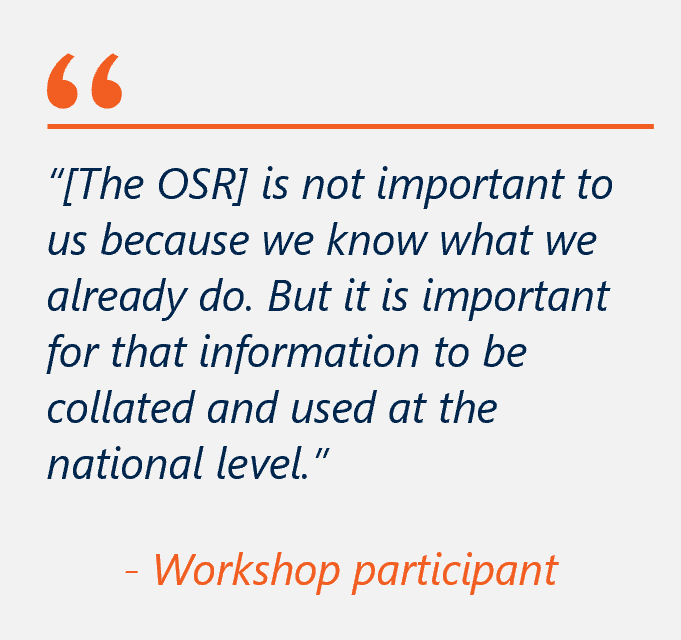 “[The OSR] is not important to
us because we know what we
already do. But it is important
for that information to be
collated and used at the
national level.”
- Workshop participant